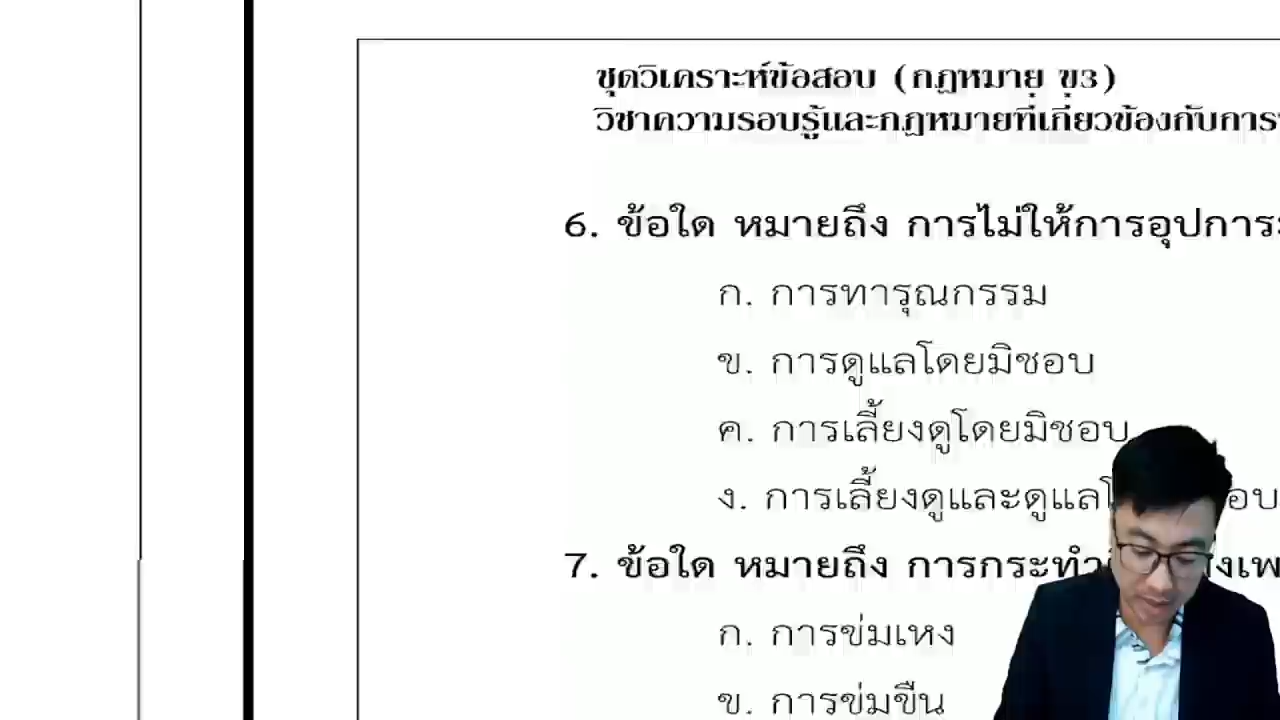 ชุดวิเคราะห์ข้อสอบ (กฎหมาย ข3)
วิชาความรอบรู้และกฎหมายที่เกี่ยวข้องกับการ
6. ข้อใด หมายถึง การไม่ให้การอุปการะ
ก. การทารุณกรรม
ข. การดูแลโดยมิชอบ
ค. การเลี้ยงดูโดยมิชอบ
ง. การเลี้ยงดูและดูแล
7. ข้อใด หมายถึง การกระทำ
ก. การข่มเหง
ข. การข่มขืน